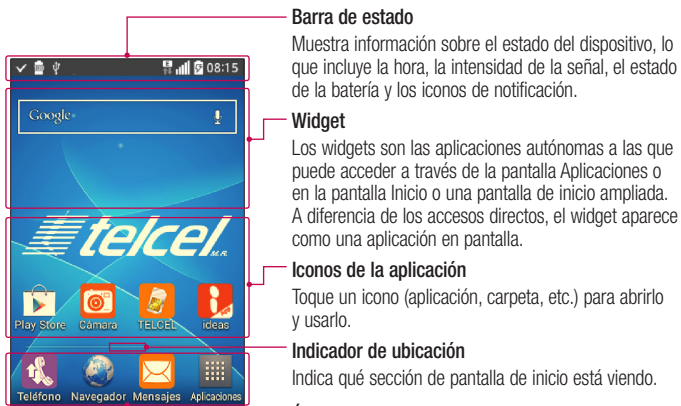 Barra de estado
Muestra información sobre el estado del dispositivo, lo
que incluye la hora, la intensidad de la señal, el estado
de la batería y los iconos de notificación.
Widget
Los widgets son las aplicaciones autónomas a las que
puede acceder a través de la pantalla Aplicaciones o
en la pantalla Inicio o una pantalla de inicio ampliada.
A diferencia de los accesos directos, el widget aparece
como una aplicación en pantalla.
Iconos de la aplicación
Toque un icono (aplicación, carpeta, etc.) para abrirlo
y usarlo.
Indicador de ubicación
Indica qué sección de pantalla de inicio está viendo.
E 08:15
Google
telcel
M.R.
Play Store Cámara TELCEL ideas
Teléfono Navegador Mensajes Aplicaciones